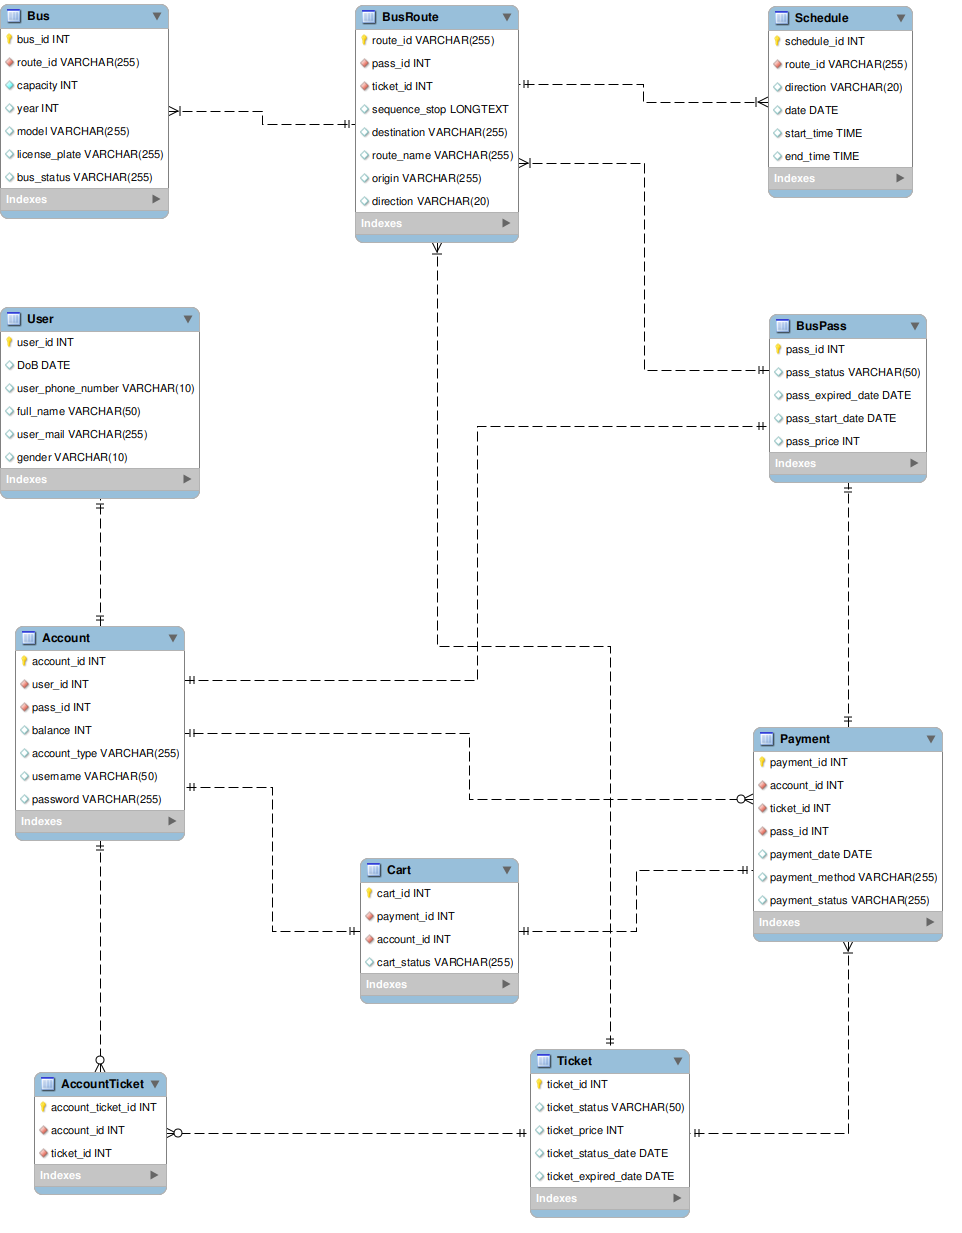 Bus
bus_id INT
route_id VARCHAR(255)
capacity INT
year INT
model VARCHAR(255)
license_plate VARCHAR(255)
bus_status VARCHAR(255)
Indexes
BusRoute
route_id VARCHAR(255)
pass_id INT
ticket_id INT
sequence_stop LONGTEXT
destination VARCHAR(255)
route_name VARCHAR(255)
origin VARCHAR(255)
direction VARCHAR(20)
Indexes
Schedule
schedule_id INT
route_id VARCHAR(255)
direction VARCHAR(20)
date DATE
start_time TIME
end_time TIME
Indexes
User
user_id INT
DoB DATE
user_phone_number VARCHAR(10)
full_name VARCHAR(50)
user_mail VARCHAR(255)
gender VARCHAR(10)
Indexes
BusPass
pass_id INT
pass_status VARCHAR(50)
pass_expired_date DATE
pass_start_date DATE
pass_price INT
Indexes
Account
account_id INT
user_id INT
pass_id INT
balance INT
account_type VARCHAR(255)
username VARCHAR(50)
password VARCHAR(255)
Indexes
Payment
payment_id INT
account_id INT
ticket_id INT
pass_id INT
payment_date DATE
payment_method VARCHAR(255)
payment_status VARCHAR(255)
Indexes
Cart
cart_id INT
payment_id INT
account_id INT
cart_status VARCHAR(255)
Indexes
AccountTicket
account_ticket_id INT
account_id INT
ticket_id INT
Indexes
Ticket
ticket_id INT
ticket_status VARCHAR(50)
ticket_price INT
ticket_status_date DATE
ticket_expired_date DATE
Indexes